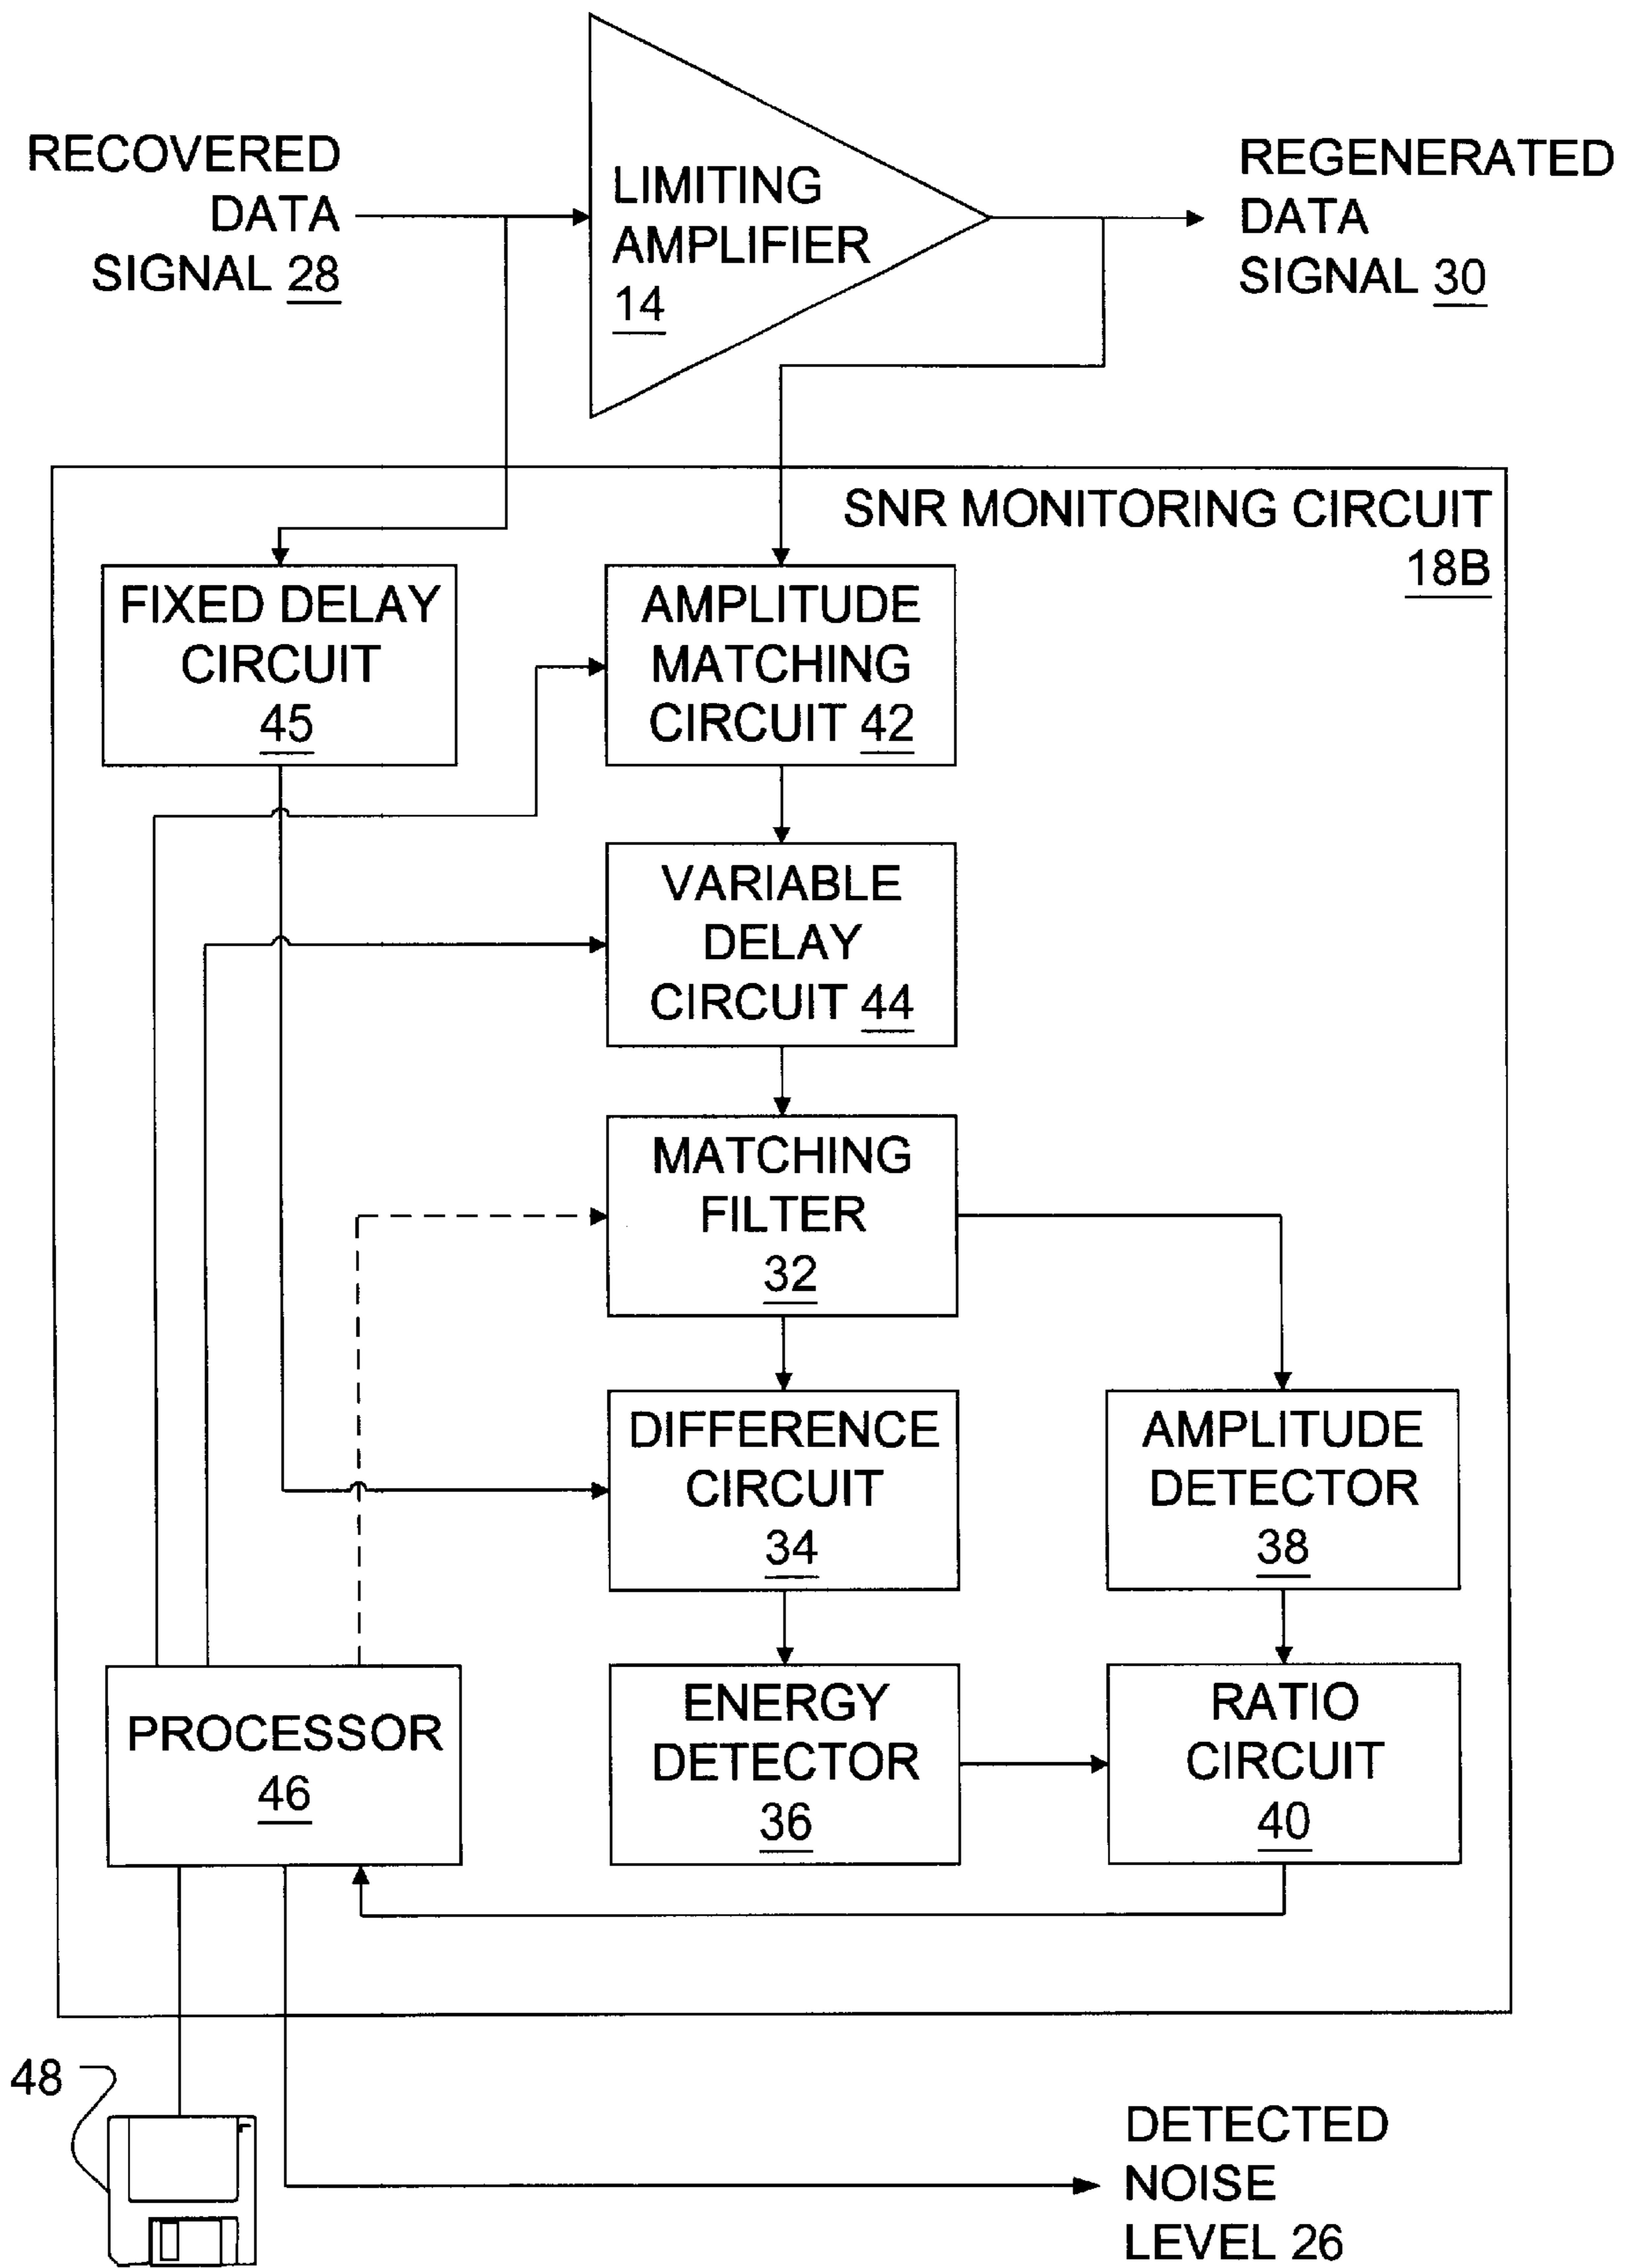 RECOVERED
DATA
SIGNAL 28
LIMITING
AMPLIFIER
14
REGENERATED
DATA
SIGNAL 30
SNR MONITORING CIRCUIT
18B
FIXED DELAY
CIRCUIT
45
AMPLITUDE
MATCHING
CIRCUIT 42
VARIABLE
DELAY
CIRCUIT 44
MATCHING
FILTER
32
DIFFERENCE
CIRCUIT
34
AMPLITUDE
DETECTOR
38
PROCESSOR
46
ENERGY
DETECTOR
36
RATIO
CIRCUIT
40
48
DETECTED
NOISE
LEVEL 26